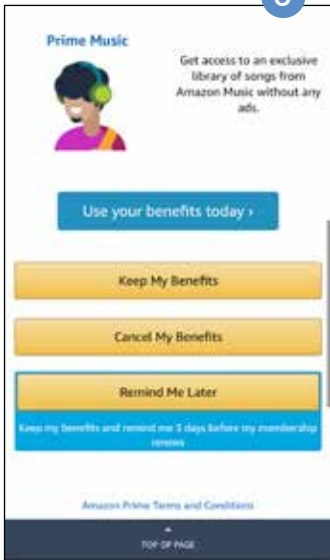 Prime Music
Get access to an exclusive
library of songs from
Amazon Music without any
ads.
Use your benefits today ›
Keep My Benefits
Cancel My Benefits
Remind Me Later
Keep my benefits and remind me 3 days before my membership
renews
Amazon Prime Terms and Conditions
TOP OF PAGE